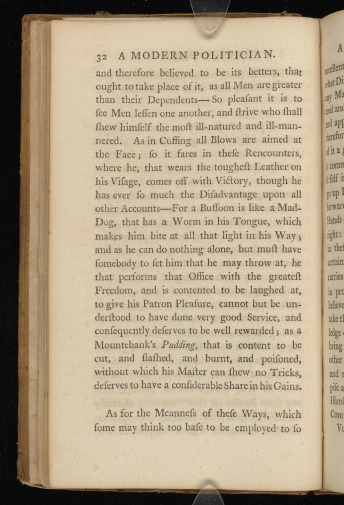 32 A MODERN POLITICIAN.
and therefore believed to be its betters, that
ought to take place of it, as all Men are greater
than their Dependents— So pleaſant it is to
ſee Men leſſen one another, and ſtrive who ſhall
ſhew himſelf the moſt ill-natured and ill-man-
nered. As in Cuffing all Blows are aimed at
the Face; ſo it fares in theſe Rencounters,
where he, that wears the tougheſt Leather on
his Viſage, comes off with Victory, though he
has ever ſo much the Diſadvantage upon all
other Accounts—For a Buffoon is like a Mad-
Dog, that has a Worm in his Tongue, which
makes him bite at all that light in his Way;
and as he can do nothing alone, but muſt have
ſomebody to ſet him that he may throw at, he
that performs that Office with the greateſt
Freedom, and is contented to be laughed at,
to give his Patron Pleaſure, cannot but be un-
derſtood to have done very good Service, and
conſequently deſerves to be well rewarded; as a
Mountebank's Pudding, that is content to be
cut, and ſlaſhed, and burnt, and poiſoned,
without which his Maſter can ſhew no Tricks,
deſerves to have a conſiderable Share in his Gains.
As for the Meanneſs of theſe Ways, which
ſome may think too baſe to be employed to ſo